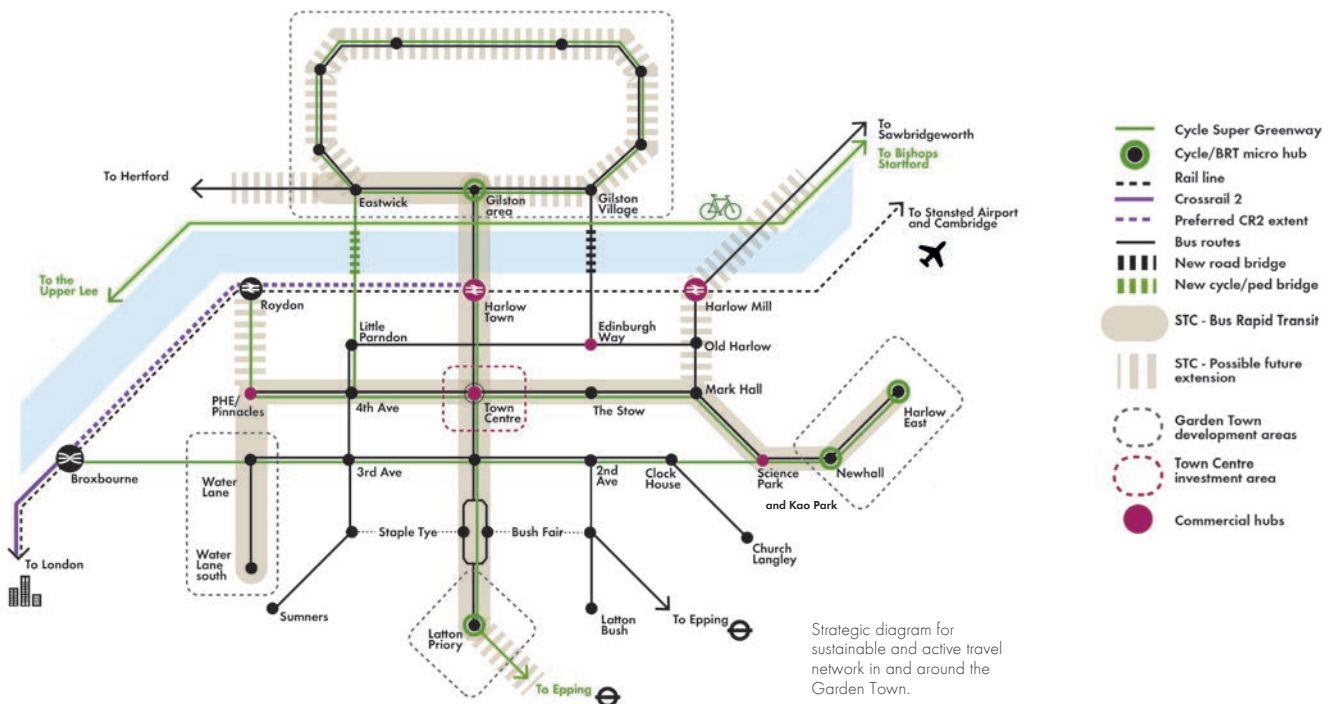 To Hertford
Eastwick
Gilston
area
Gilston
Village
To
Sawbridgeworth
To Bishops
Stortford
To Stansted Airport
and Cambridge
To the
Upper Lee
Roydon
Harlow
Town
Harlow Mill
Little
Parndon
Edinburgh
Way
Old Harlow
PHE/
Pinnacles
4th Ave
Town
Centre
The Stow
Mark Hall
Harlow
East
Broxbourne
Water
Lane
3rd Ave
2nd
Ave
Clock
House
Science
Park
and Kao Park
Newhall
Staple Tye
Bush Fair
Church
Langley
To London
Water
Lane
south
Sumners
Latton
Priory
Latton
Bush
To Epping
To Epping
Strategic diagram for
sustainable and active travel
network in and around the
Garden Town.
Cycle Super Greenway
Cycle/BRT micro hub
Rail line
Crossrail 2
Preferred CR2 extent
Bus routes
New road bridge
New cycle/ped bridge
STC - Bus Rapid Transit
STC - Possible future
extension
Garden Town
development areas
Town Centre
investment area
Commercial hubs